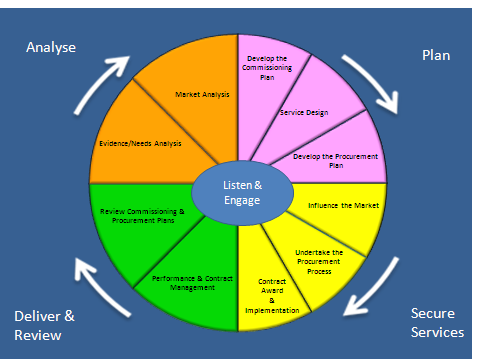 Analyse
Plan
Develop the
Commissioning
Plan
Market Analysis
Service Design
Evidence/Needs Analysis
Develop the Procurement
Plan
Listen &
Engage
Influence the Market
Review Commissioning &
Procurement Plans
Undertake the
Procurement
Process
Performance & Contract
Management
Contract
Award
&
Implementation
Deliver &
Review
Secure
Services